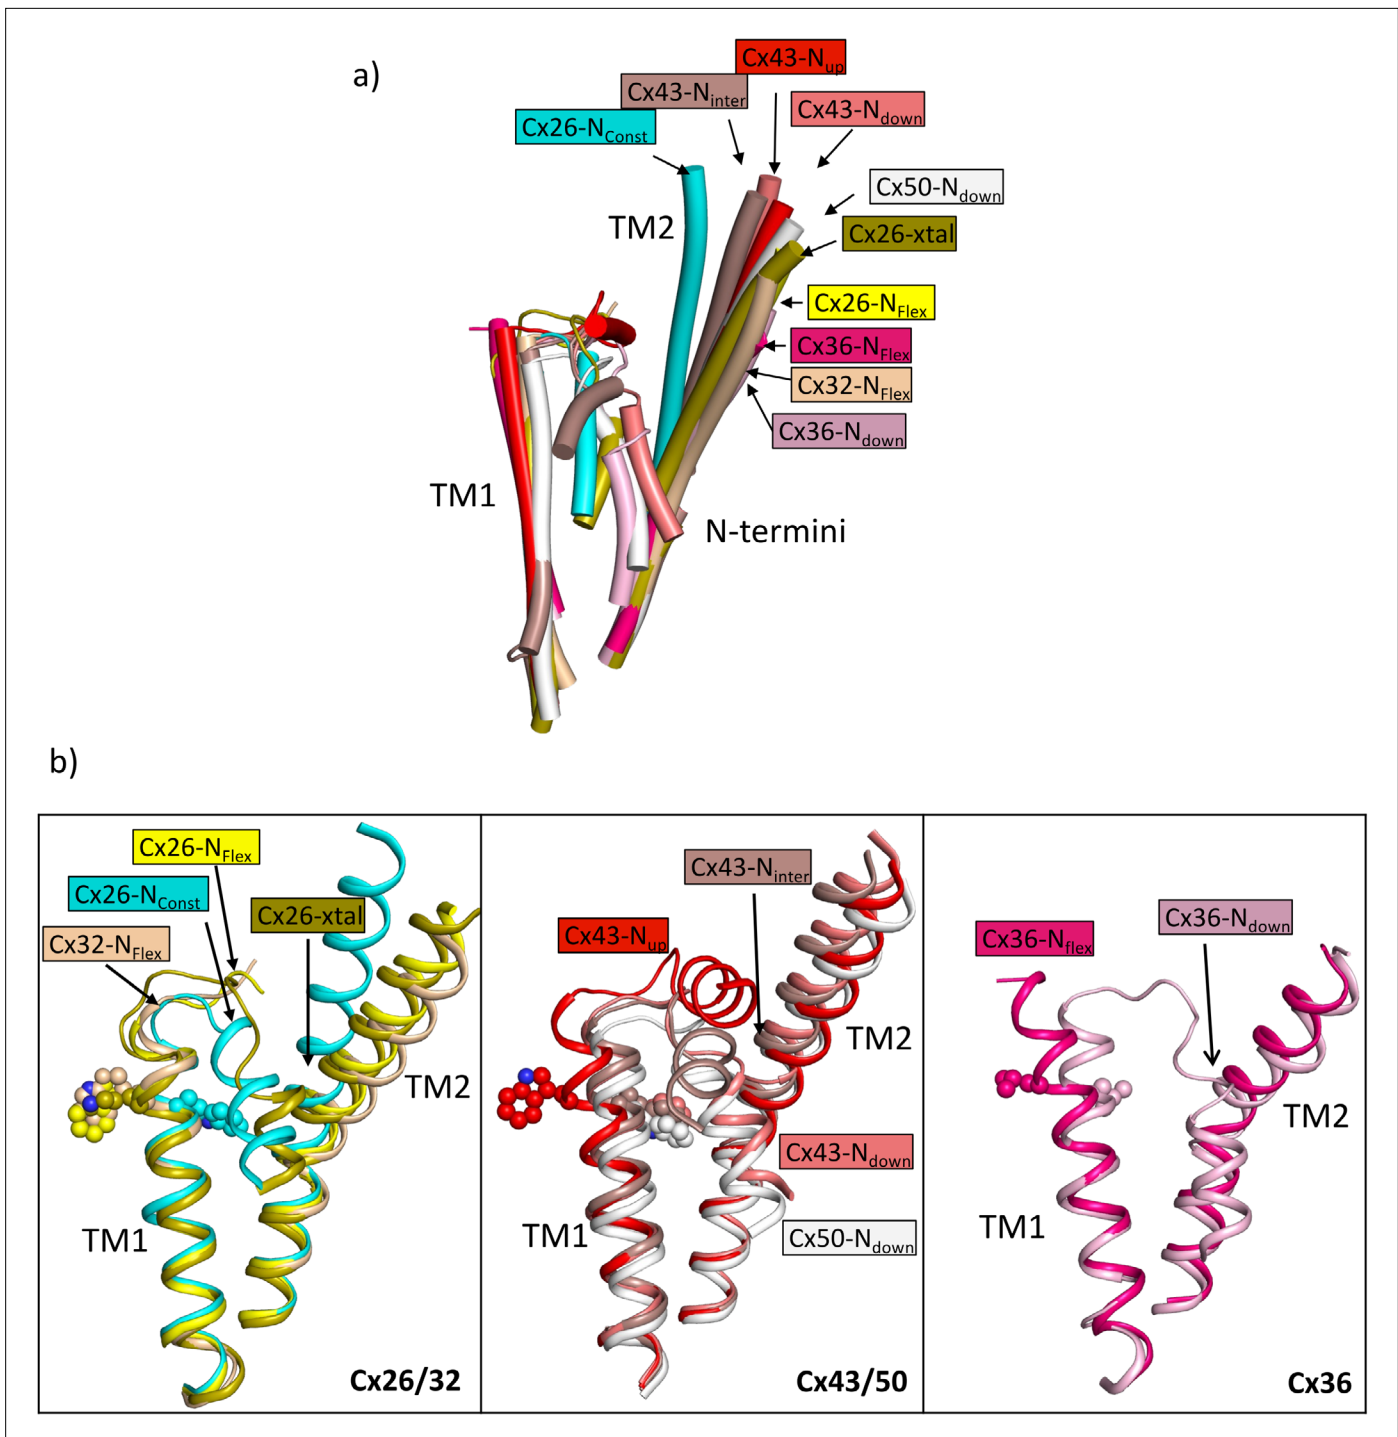 a)
Cx43-Nup
Cx43-Ninter
Cx43-Ndown
Cx26-NConst
Cx50-Ndown
TM2
Cx26-xtal
Cx26-NFlex
Cx36-NFlex
Cx32-NFlex
Cx36-Ndown
TM1
N-termini
b)
Cx26-NFlex
Cx26-NConst
Cx26-xtal
Cx32-NFlex
TM2
TM1
Cx26/32
Cx43-Ninter
Cx43-Nup
TM2
Cx43-Ndown
TM1
Cx50-Ndown
Cx43/50
Cx36-Ndown
Cx36-Nflex
TM2
TM1
Cx36